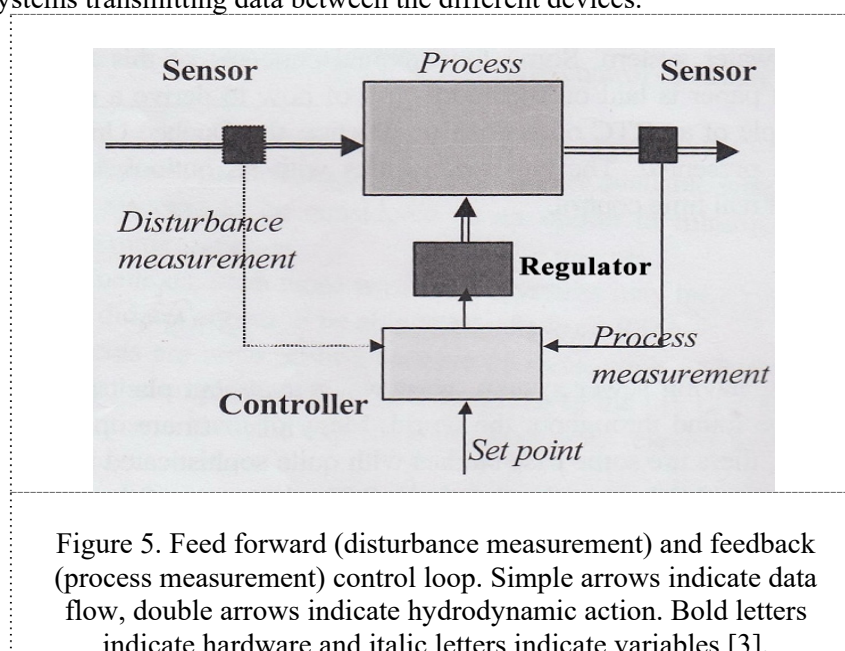 ystems transmitting data between the different devices.
Sensor
Process
Sensor
Disturbance
measurement
Regulator
Process
measurement
Controller
Set point
Figure 5. Feed forward (disturbance measurement) and feedback
(process measurement) control loop. Simple arrows indicate data
flow, double arrows indicate hydrodynamic action. Bold letters
indicate hardware and italic letters indicate variables [3].